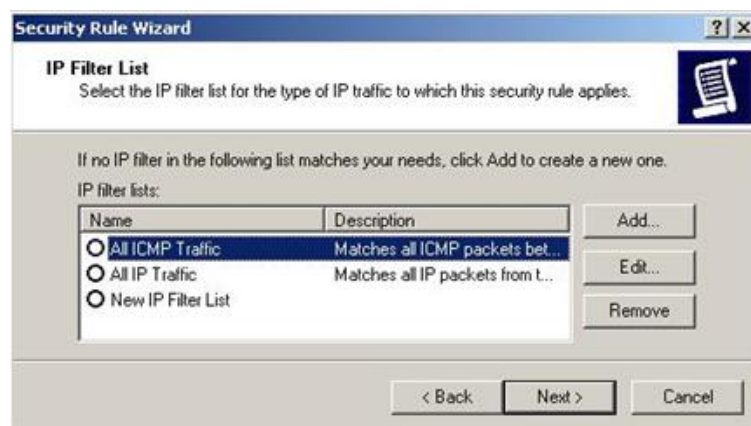 Security Rule Wizard
IP Filter List
Select the IP filter list for the type of IP traffic to which this security rule applies.
If no IP filter in the following list matches your needs, click Add to create a new one.
IP filter lists:
Name Description
All ICMP Traffic Matches all ICMP packets bet...
All IP Traffic Matches all IP packets from t...
New IP Filter List
Add...
Edit...
Remove
< Back Next > Cancel